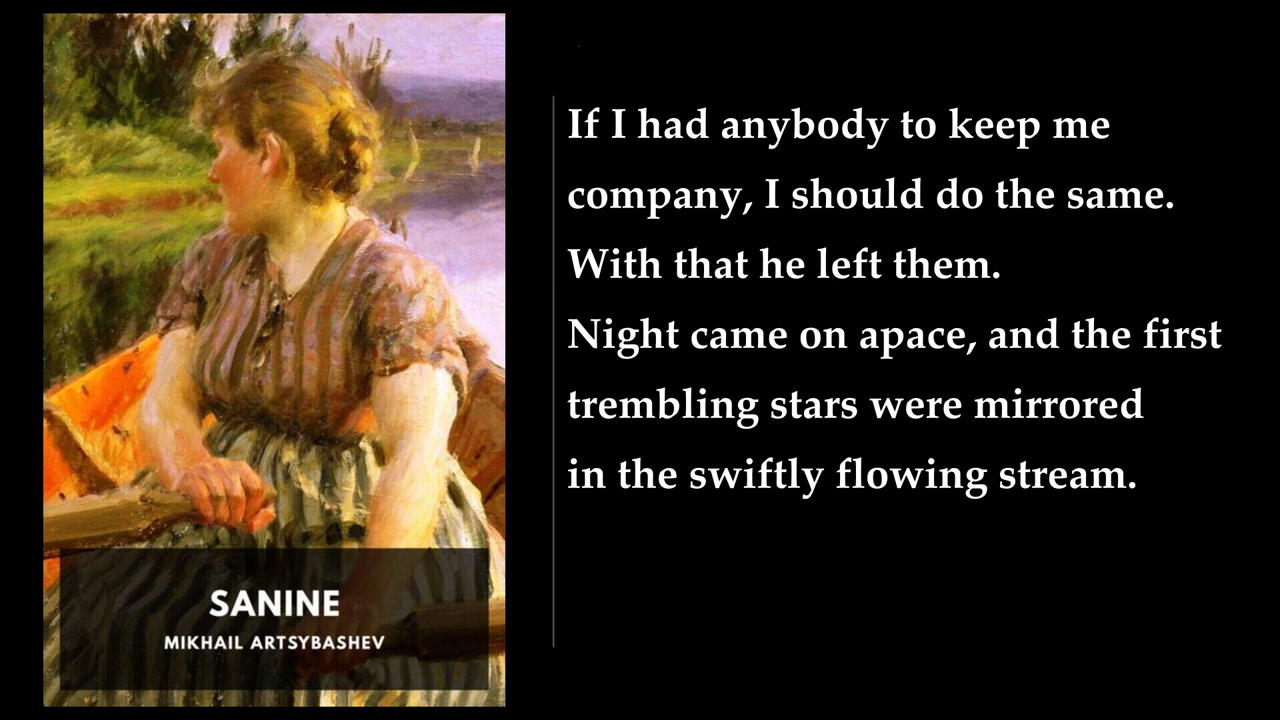 SANINE
MIKHAIL ARTSYBASHEV
If I had anybody to keep me
company, I should do the same.
With that he left them.
Night came on apace, and the first
trembling stars were mirrored
in the swiftly flowing stream.